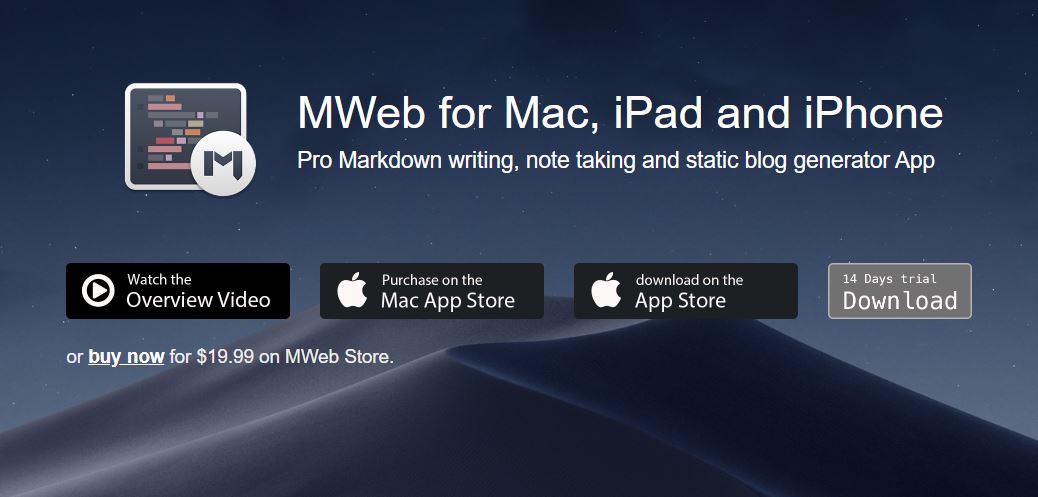 MWeb for Mac, iPad and iPhone
Pro Markdown writing, note taking and static blog generator App
Watch the
Overview Video
Purchase on the
Mac App Store
download on the
App Store
14 Days trial
Download
or buy now for $19.99 on MWeb Store.